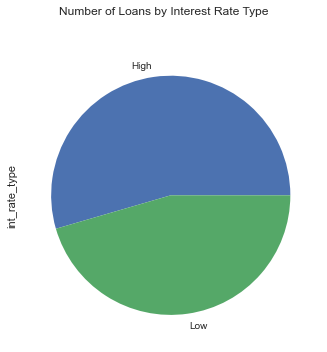 Number of Loans by Interest Rate Type
High
int_rate_type
Low